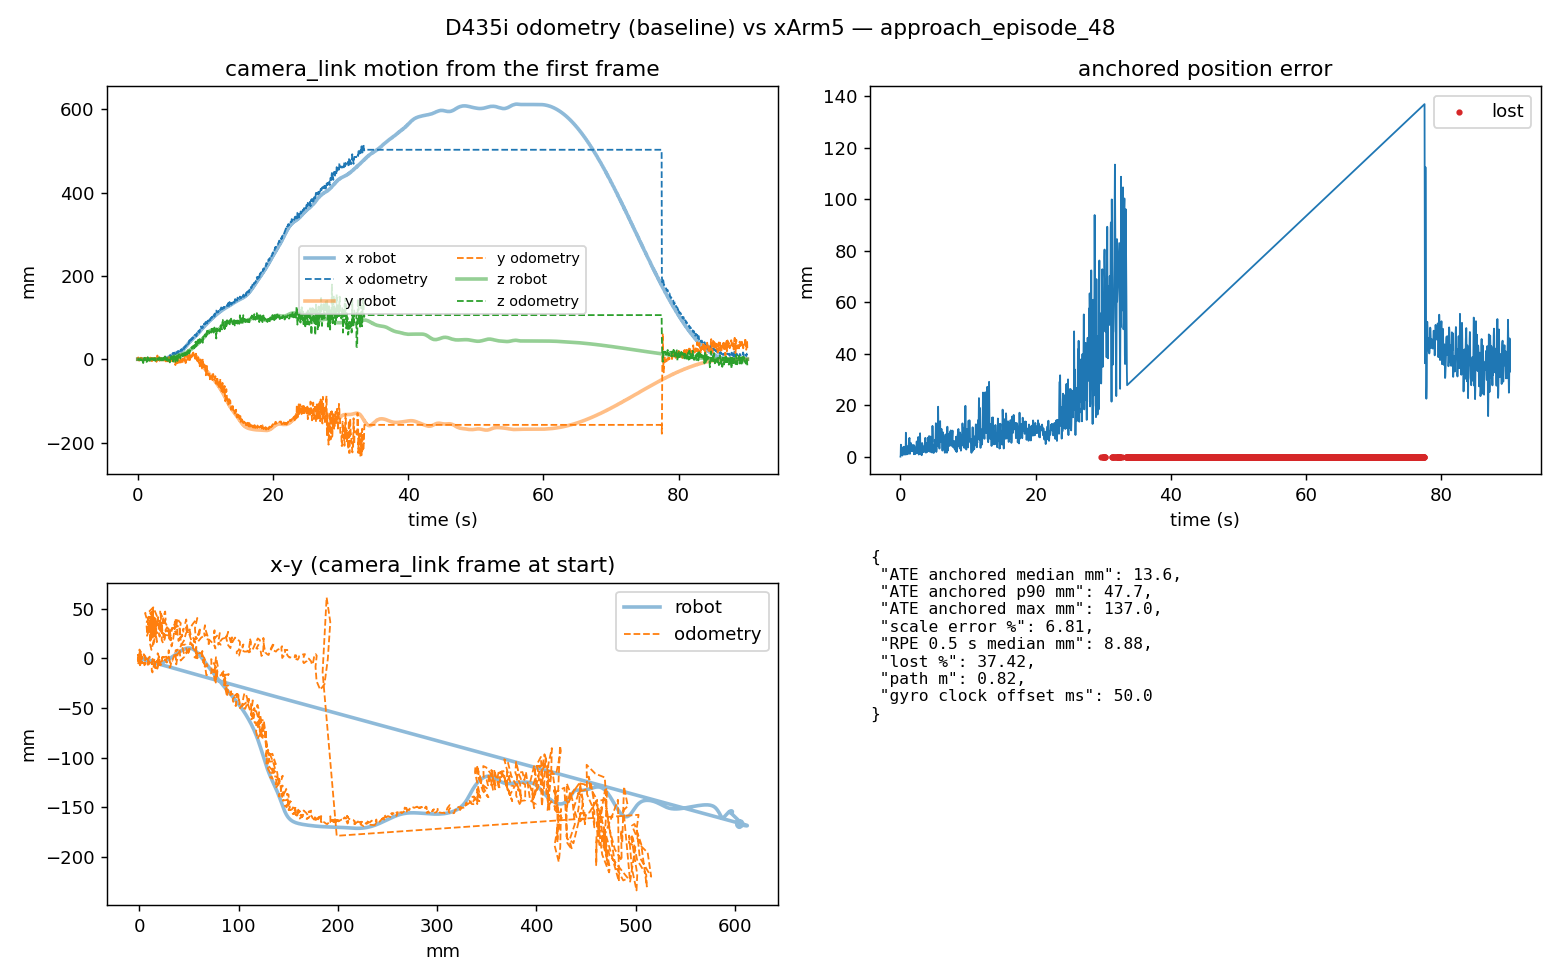 D435i odometry (baseline) vs xArm5 — approach_episode_48
camera_link motion from the first frame
600
400
200
0
−200
mm
x robot
x odometry
y robot
y odometry
z robot
z odometry
0
20
40
60
80
time (s)
anchored position error
140
120
100
80
60
40
20
0
mm
lost
0
20
40
60
80
time (s)
x-y (camera_link frame at start)
50
0
−50
−100
−150
−200
mm
robot
odometry
0
100
200
300
400
500
600
mm
{
"ATE anchored median mm": 13.6,
"ATE anchored p90 mm": 47.7,
"ATE anchored max mm": 137.0,
"scale error %": 6.81,
"RPE 0.5 s median mm": 8.88,
"lost %": 37.42,
"path m": 0.82,
"gyro clock offset ms": 50.0
}